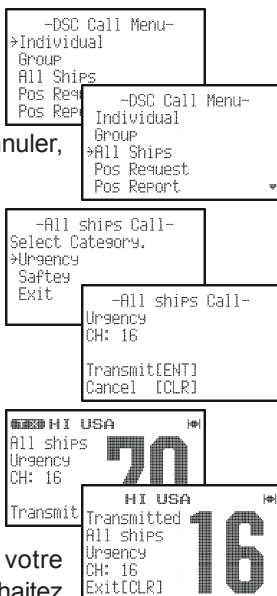 -DSC Call Menu-
→Individual
Group
All Ships
Pos Req
Pos Rep
-DSC Call Menu-
Individual
Group
→All Ships
Pos Request
Pos Report
nuler,
-All ships Call-
Select Category.
→Urgency
Saftey
Exit
-All ships Call-
Urgency
CH: 16
Transmit[ENT]
Cancel [CLR]
TX HI USA
All ships
Urgency
CH: 16
70
Transmit
HI USA
Transmitted
All ships
Urgency
CH: 16
Exit[CLR]
16
votre
haitez